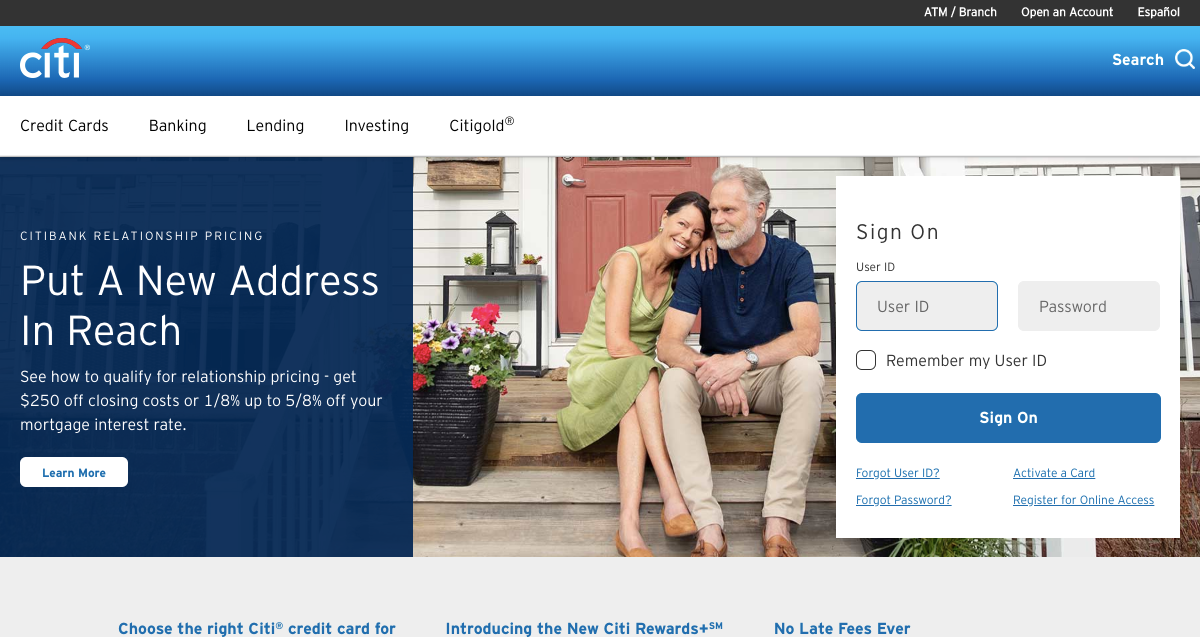 ATM / Branch
Open an Account
Español
citi®
Search
Credit Cards
Banking
Lending
Investing
Citigold®
CITIBANK RELATIONSHIP PRICING
Put A New Address
In Reach
See how to qualify for relationship pricing - get
$250 off closing costs or 1/8% up to 5/8% off your
mortgage interest rate.
Learn More
Sign On
User ID
User ID
Password
Remember my User ID
Sign On
Forgot User ID?
Activate a Card
Forgot Password?
Register for Online Access
Choose the right Citi® credit card for
Introducing the New Citi Rewards+℠
No Late Fees Ever